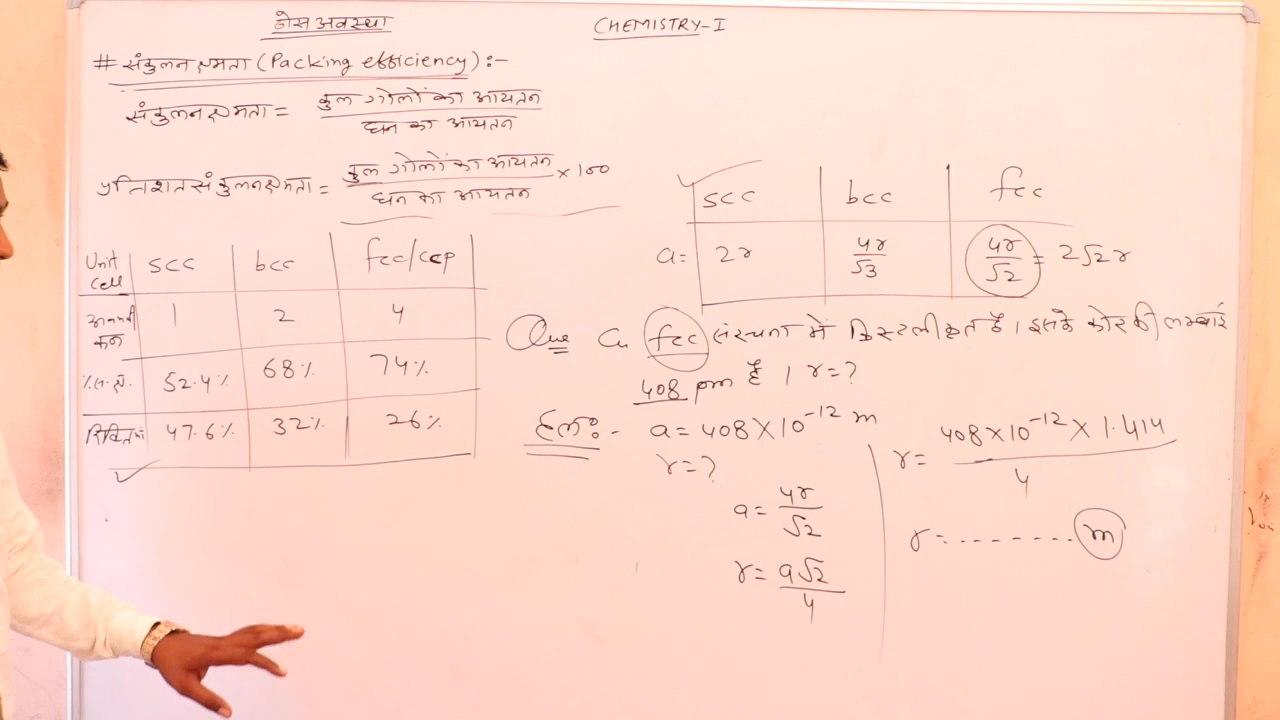 ठोस अवस्था CHEMISTRY-I
# संकुलन क्षमता (Packing efficiency) :-
संकुलन क्षमता = कुल गोलों का आयतन / घन का आयतन
प्रतिशत संकुलन क्षमता = कुल गोलों का आयतन / घन का आयतन × 100
Unit Cell | scc | bcc | fcc/ccp
1 | 2 | 4
52.4% | 68% | 74%
47.6% | 32% | 26%
scc | bcc | fcc
a = 2r | 4r/√3 | 4r/√2 = 2√2r
Que Cu fcc संरचना में क्रिस्टलीकृत है। इसके कोर की लम्बाई
408 pm है। r=?
हलः- a = 408×10⁻¹² m
r=?
a = 4r/√2
r = a√2/4
r = 408×10⁻¹² × 1.414 / 4
r = ------- m